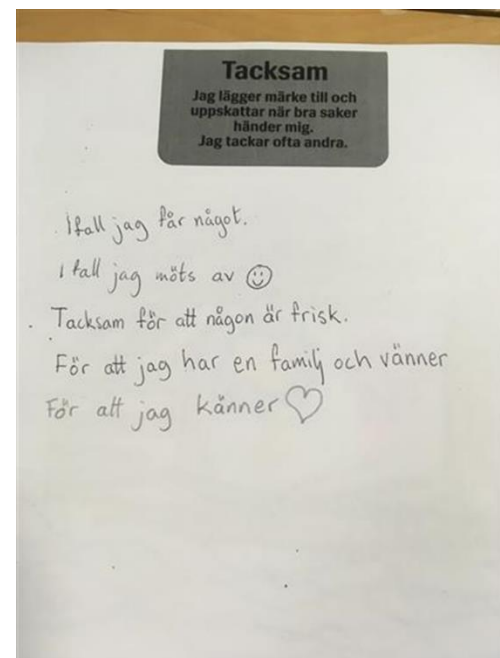 Tacksam
Jag lägger märke till och
uppskattar när bra saker
händer mig.
Jag tackar ofta andra.
Ifall jag får något.
I fall jag möts av ☺
Tacksam för att någon är frisk.
För att jag har en familj och vänner
För att jag känner ♡